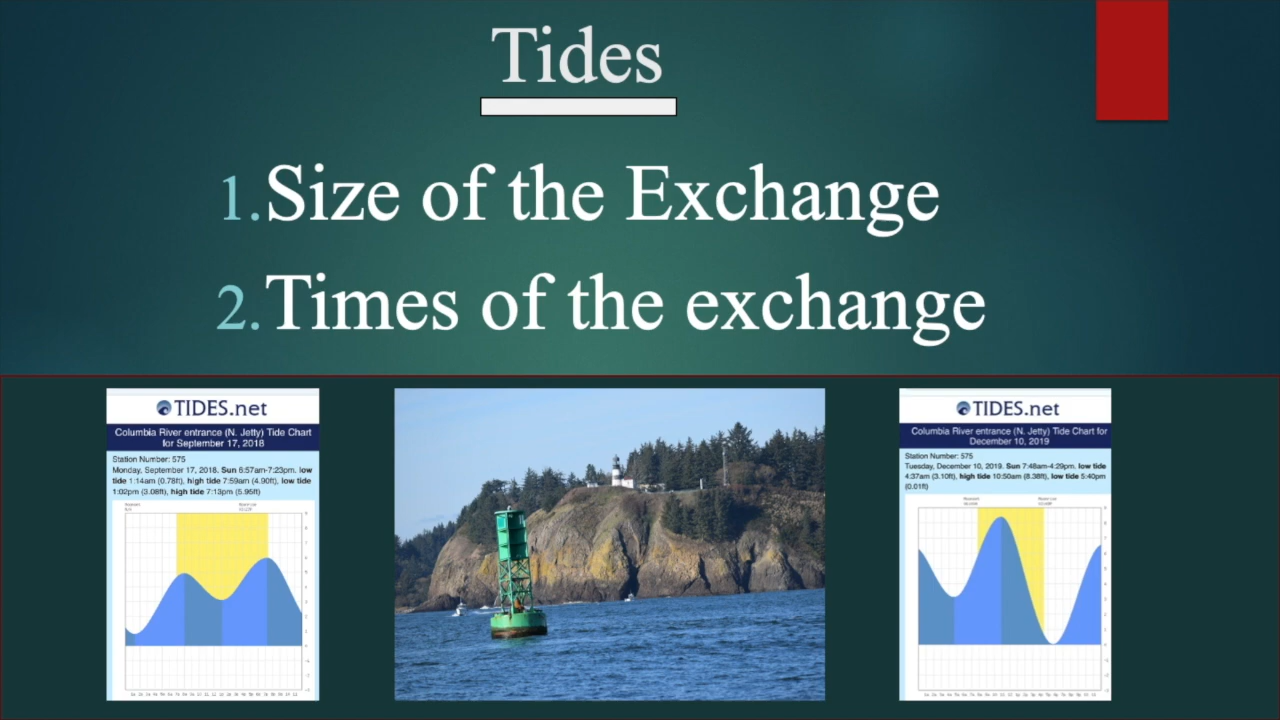 Tides
1. Size of the Exchange
2. Times of the exchange
TIDES.net
Columbia River entrance (N. Jetty) Tide Chart
for September 17, 2018
Station Number: 575
Monday, September 17, 2018. Sun 6:57am-7:23pm. low
tide 1:14am (0.78ft), high tide 7:59am (4.90ft), low tide
1:02pm (3.08ft), high tide 7:13pm (5.95ft)
TIDES.net
Columbia River entrance (N. Jetty) Tide Chart for
December 10, 2019
Station Number: 575
Tuesday, December 10, 2019. Sun 7:48am-4:29pm. low tide
4:37am (3.10ft), high tide 10:50am (8.38ft), low tide 5:40pm
(0.01ft)